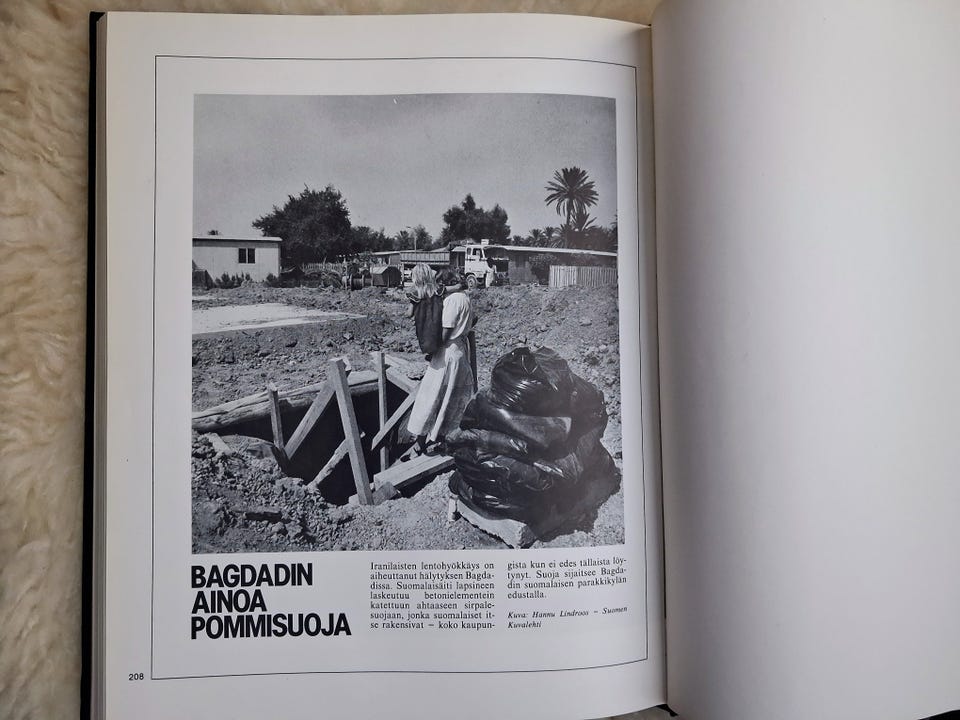 BAGDADIN
AINOA
POMMISUOJA
Iranilaisten lentohyökkäys on
aiheuttanut hälytyksen Bagda-
dissa. Suomalaisäiti lapsineen
laskeutuu betonielementein
katettuun ahtaaseen sirpale-
suojaan, jonka suomalaiset it-
se rakensivat — koko kaupun-
gista kun ei edes tällaista löy-
tynyt. Suoja sijaitsee Bagda-
din suomalaisen parakkikylän
edustalla.
Kuva: Hannu Lindroos — Suomen
Kuvalehti
208